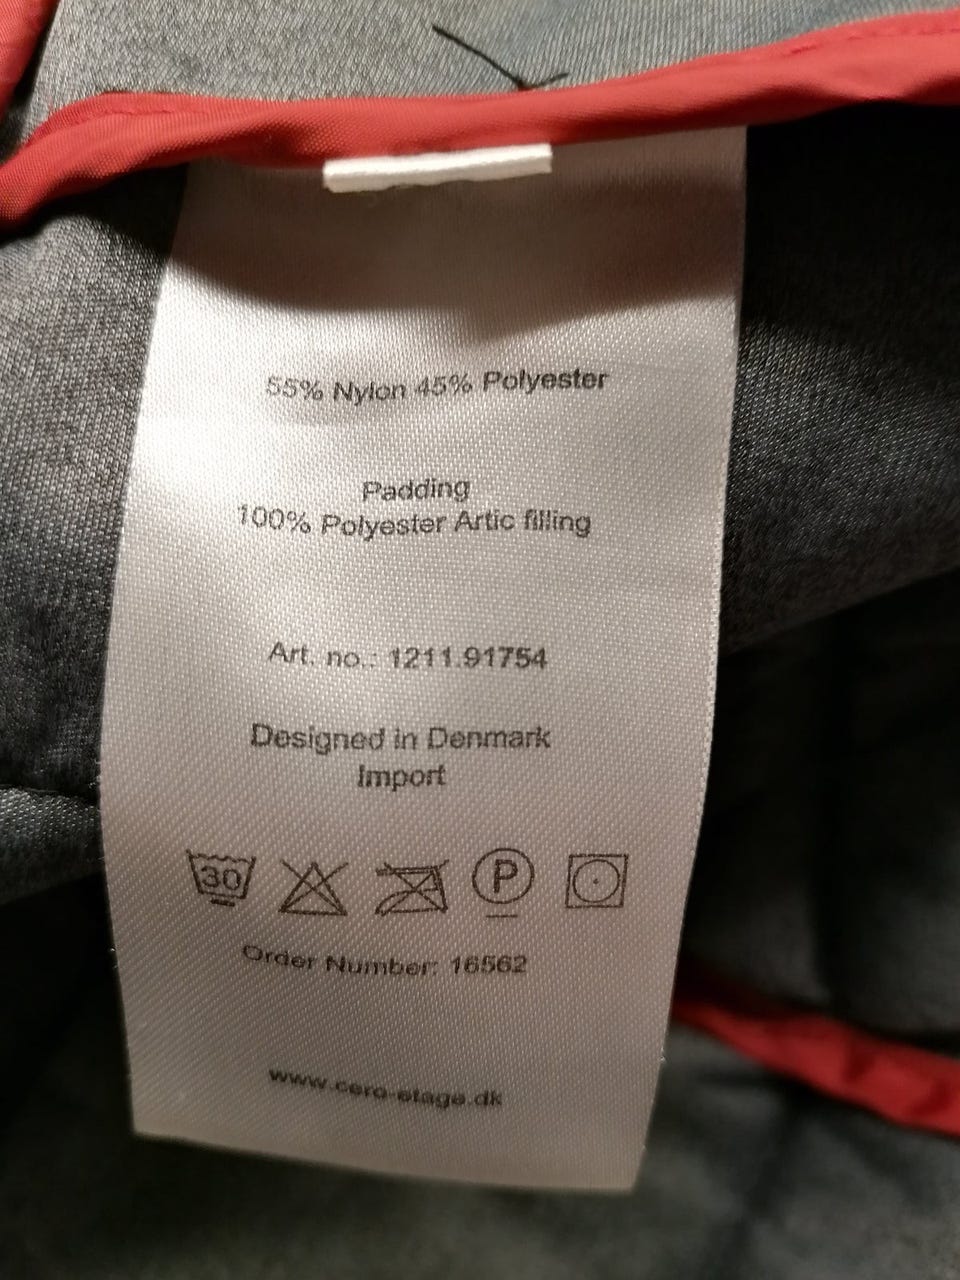 55% Nylon 45% Polyester
Padding
100% Polyester Artic filling
Art. no.: 1211.91754
Designed in Denmark
Import
30 P
Order Number: 16562
www.cero-etage.dk